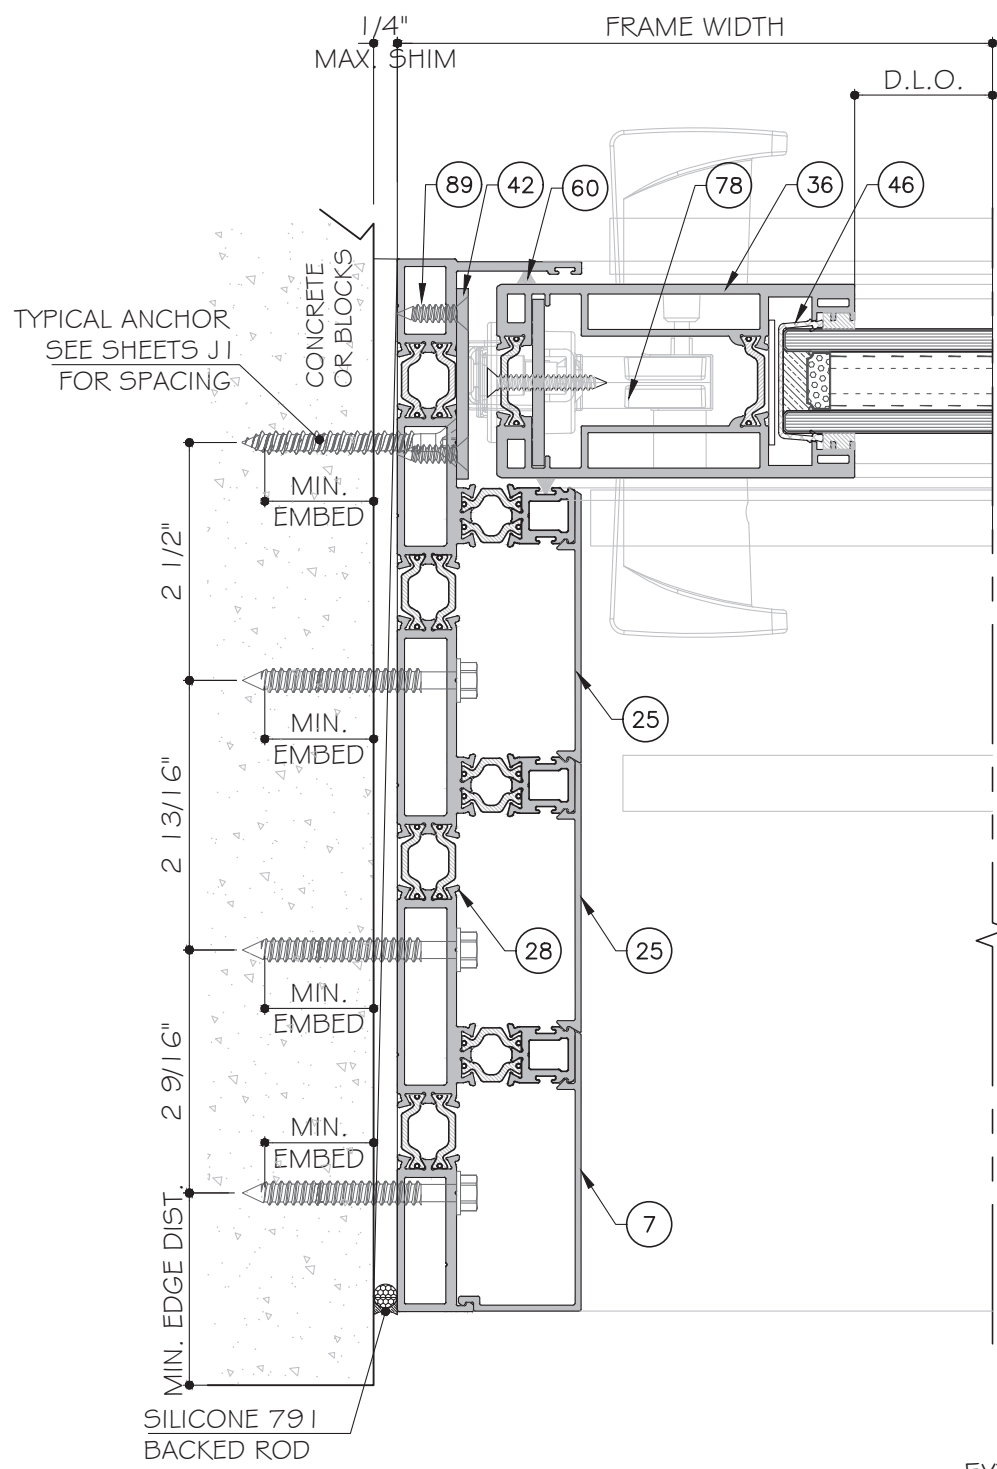 1/4"
MAX. SHIM
FRAME WIDTH
D.L.O.
89
42
60
78
36
46
CONCRETE
OR BLOCKS
TYPICAL ANCHOR
SEE SHEETS J1
FOR SPACING
MIN.
EMBED
2 1/2"
25
MIN.
EMBED
2 13/16"
28
25
MIN.
EMBED
2 9/16"
MIN.
EMBED
7
MIN. EDGE DIST.
SILICONE 791
BACKED ROD